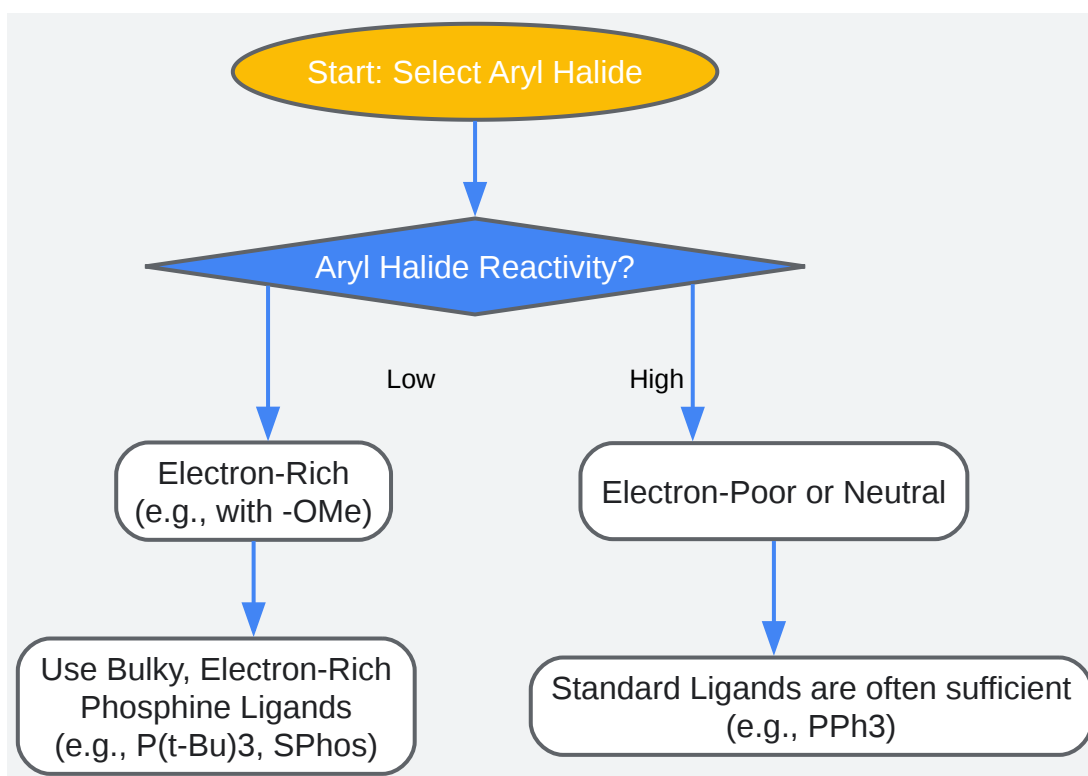 Start: Select Aryl Halide
Aryl Halide Reactivity?
Low
High
Electron-Rich
(e.g., with -OMe)
Electron-Poor or Neutral
Use Bulky, Electron-Rich
Phosphine Ligands
(e.g., P(t-Bu)3, SPhos)
Standard Ligands are often sufficient
(e.g., PPh3)